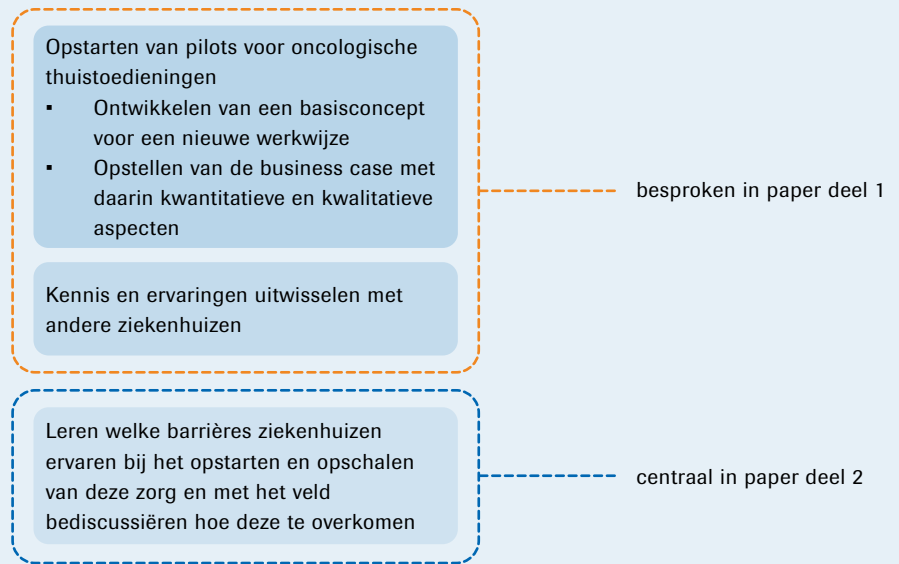 Opstarten van pilots voor oncologische
thuistoedieningen
▪ Ontwikkelen van een basisconcept
voor een nieuwe werkwijze
▪ Opstellen van de business case met
daarin kwantitatieve en kwalitatieve
aspecten
besproken in paper deel 1
Kennis en ervaringen uitwisselen met
andere ziekenhuizen
Leren welke barrières ziekenhuizen
ervaren bij het opstarten en opschalen
van deze zorg en met het veld
bediscussiëren hoe deze te overkomen
centraal in paper deel 2